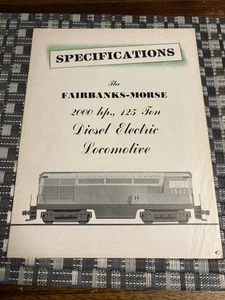 SPECIFICATIONS
The
FAIRBANKS-MORSE
2000 hp., 125 Ton
Diesel Electric
Locomotive